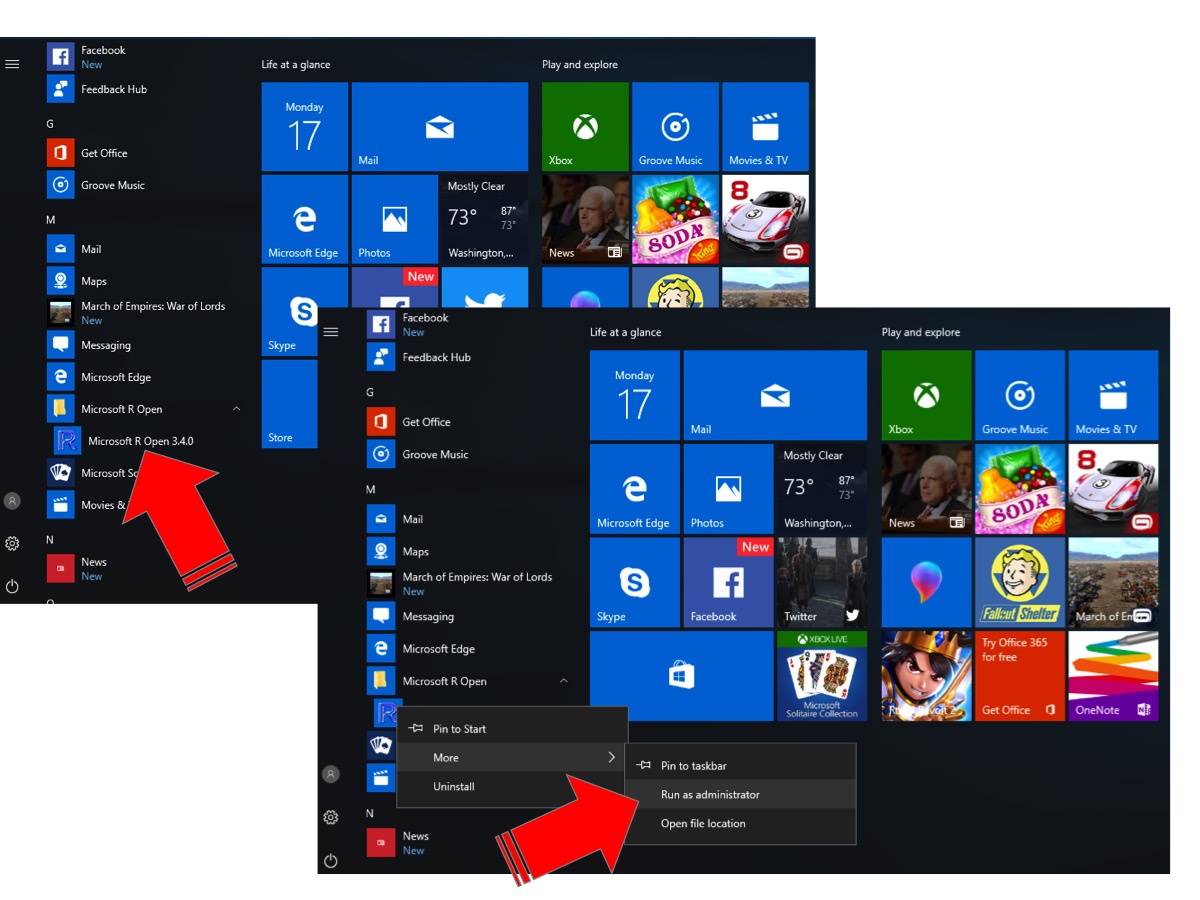 Facebook
New
Feedback Hub
G
Get Office
Groove Music
M
Mail
Maps
March of Empires: War of Lords
New
Messaging
Microsoft Edge
Microsoft R Open
Microsoft R Open 3.4.0
Microsoft So
Movies &
N
News
New
Life at a glance
Monday
17
Mail
Microsoft Edge
Photos
Mostly Clear
73° 87°
73°
Washington,...
New
Skype
Store
Play and explore
Xbox
Groove Music
Movies & TV
News
SODA
King
8
3
Facebook
New
Feedback Hub
G
Get Office
Groove Music
M
Mail
Maps
March of Empires: War of Lords
New
Messaging
Microsoft Edge
Microsoft R Open
Pin to Start
More
Uninstall
Pin to taskbar
Run as administrator
Open file location
N
News
New
Life at a glance
Monday
17
Mail
Microsoft Edge
Photos
Mostly Clear
73° 87°
73°
Washington,...
Skype
New
Facebook
Twitter
XBOX LIVE
Microsoft
Solitaire Collection
Play and explore
Xbox
Groove Music
Movies & TV
News
SODA
King
8
3
Fallout Shelter
March of Em
Try Office 365
for free
Get Office
OneNote